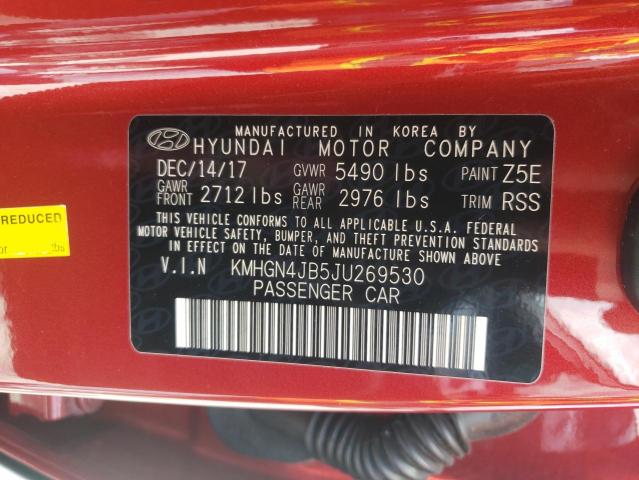 MANUFACTURED IN KOREA BY
HYUNDAI MOTOR COMPANY
DEC/14/17 GVWR 5490 lbs PAINT Z5E
GAWR FRONT 2712 lbs GAWR REAR 2976 lbs TRIM RSS
THIS VEHICLE CONFORMS TO ALL APPLICABLE U.S.A. FEDERAL
MOTOR VEHICLE SAFETY, BUMPER, AND THEFT PREVENTION STANDARDS
IN EFFECT ON THE DATE OF MANUFACTURE SHOWN ABOVE.
V.I.N KMHGN4JB5JU269530
PASSENGER CAR
REDUCED
lbs